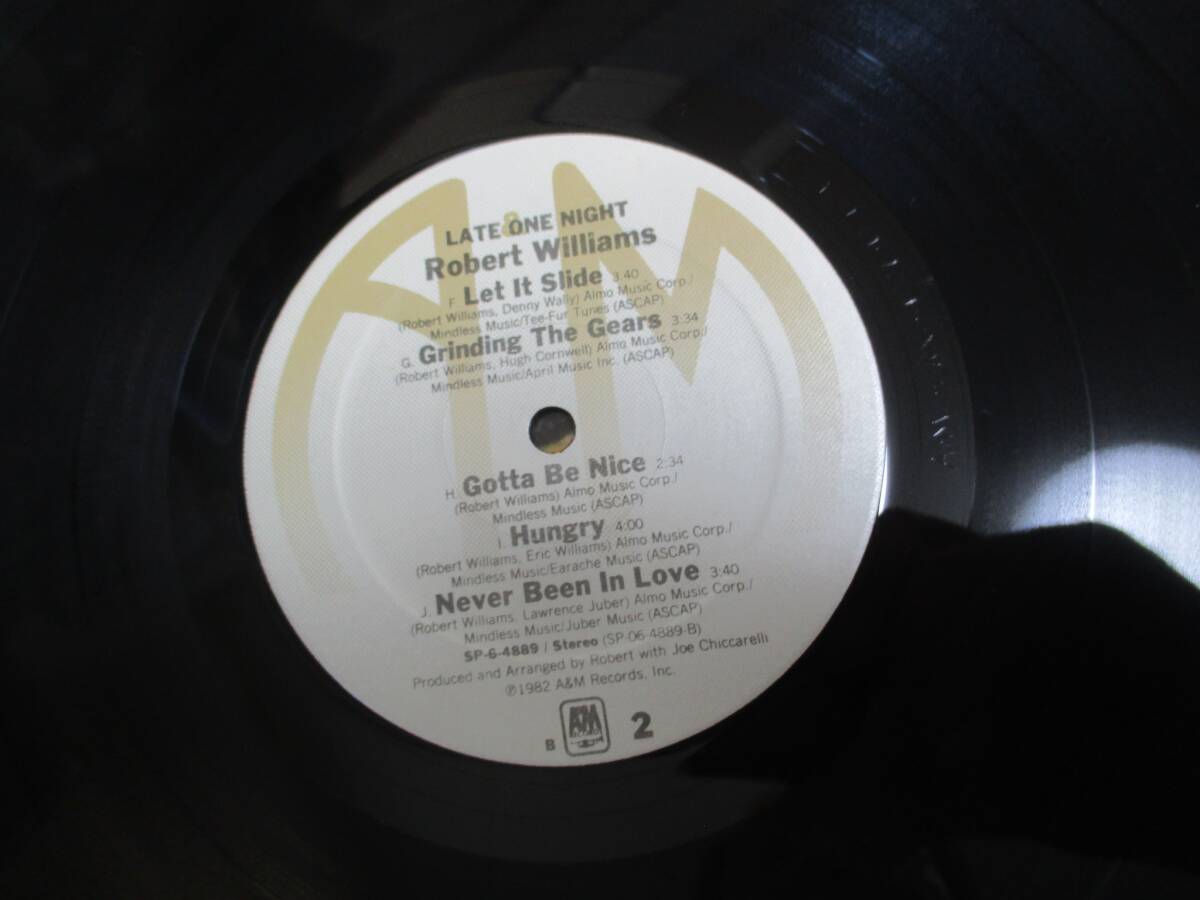 LATE ONE NIGHT
Robert Williams
F Let It Slide 3:40
(Robert Williams, Denny Wally) Almo Music Corp./
Mindless Music/Tee-Fur Tunes (ASCAP)
G. Grinding The Gears 3:34
(Robert Williams, Hugh Cornwell) Almo Music Corp./
Mindless Music/April Music Inc. (ASCAP)
H. Gotta Be Nice 2:34
(Robert Williams) Almo Music Corp./
Mindless Music (ASCAP)
I. Hungry 4:00
(Robert Williams, Eric Williams) Almo Music Corp./
Mindless Music/Earache Music (ASCAP)
J. Never Been In Love 3:40
(Robert Williams, Lawrence Juber) Almo Music Corp./
Mindless Music/Juber Music (ASCAP)
SP-6-4889 / Stereo (SP-06-4889-B)
Produced and Arranged by Robert with Joe Chiccarelli
℗1982 A&M Records, Inc.
B A&M RECORDS 2
A&M